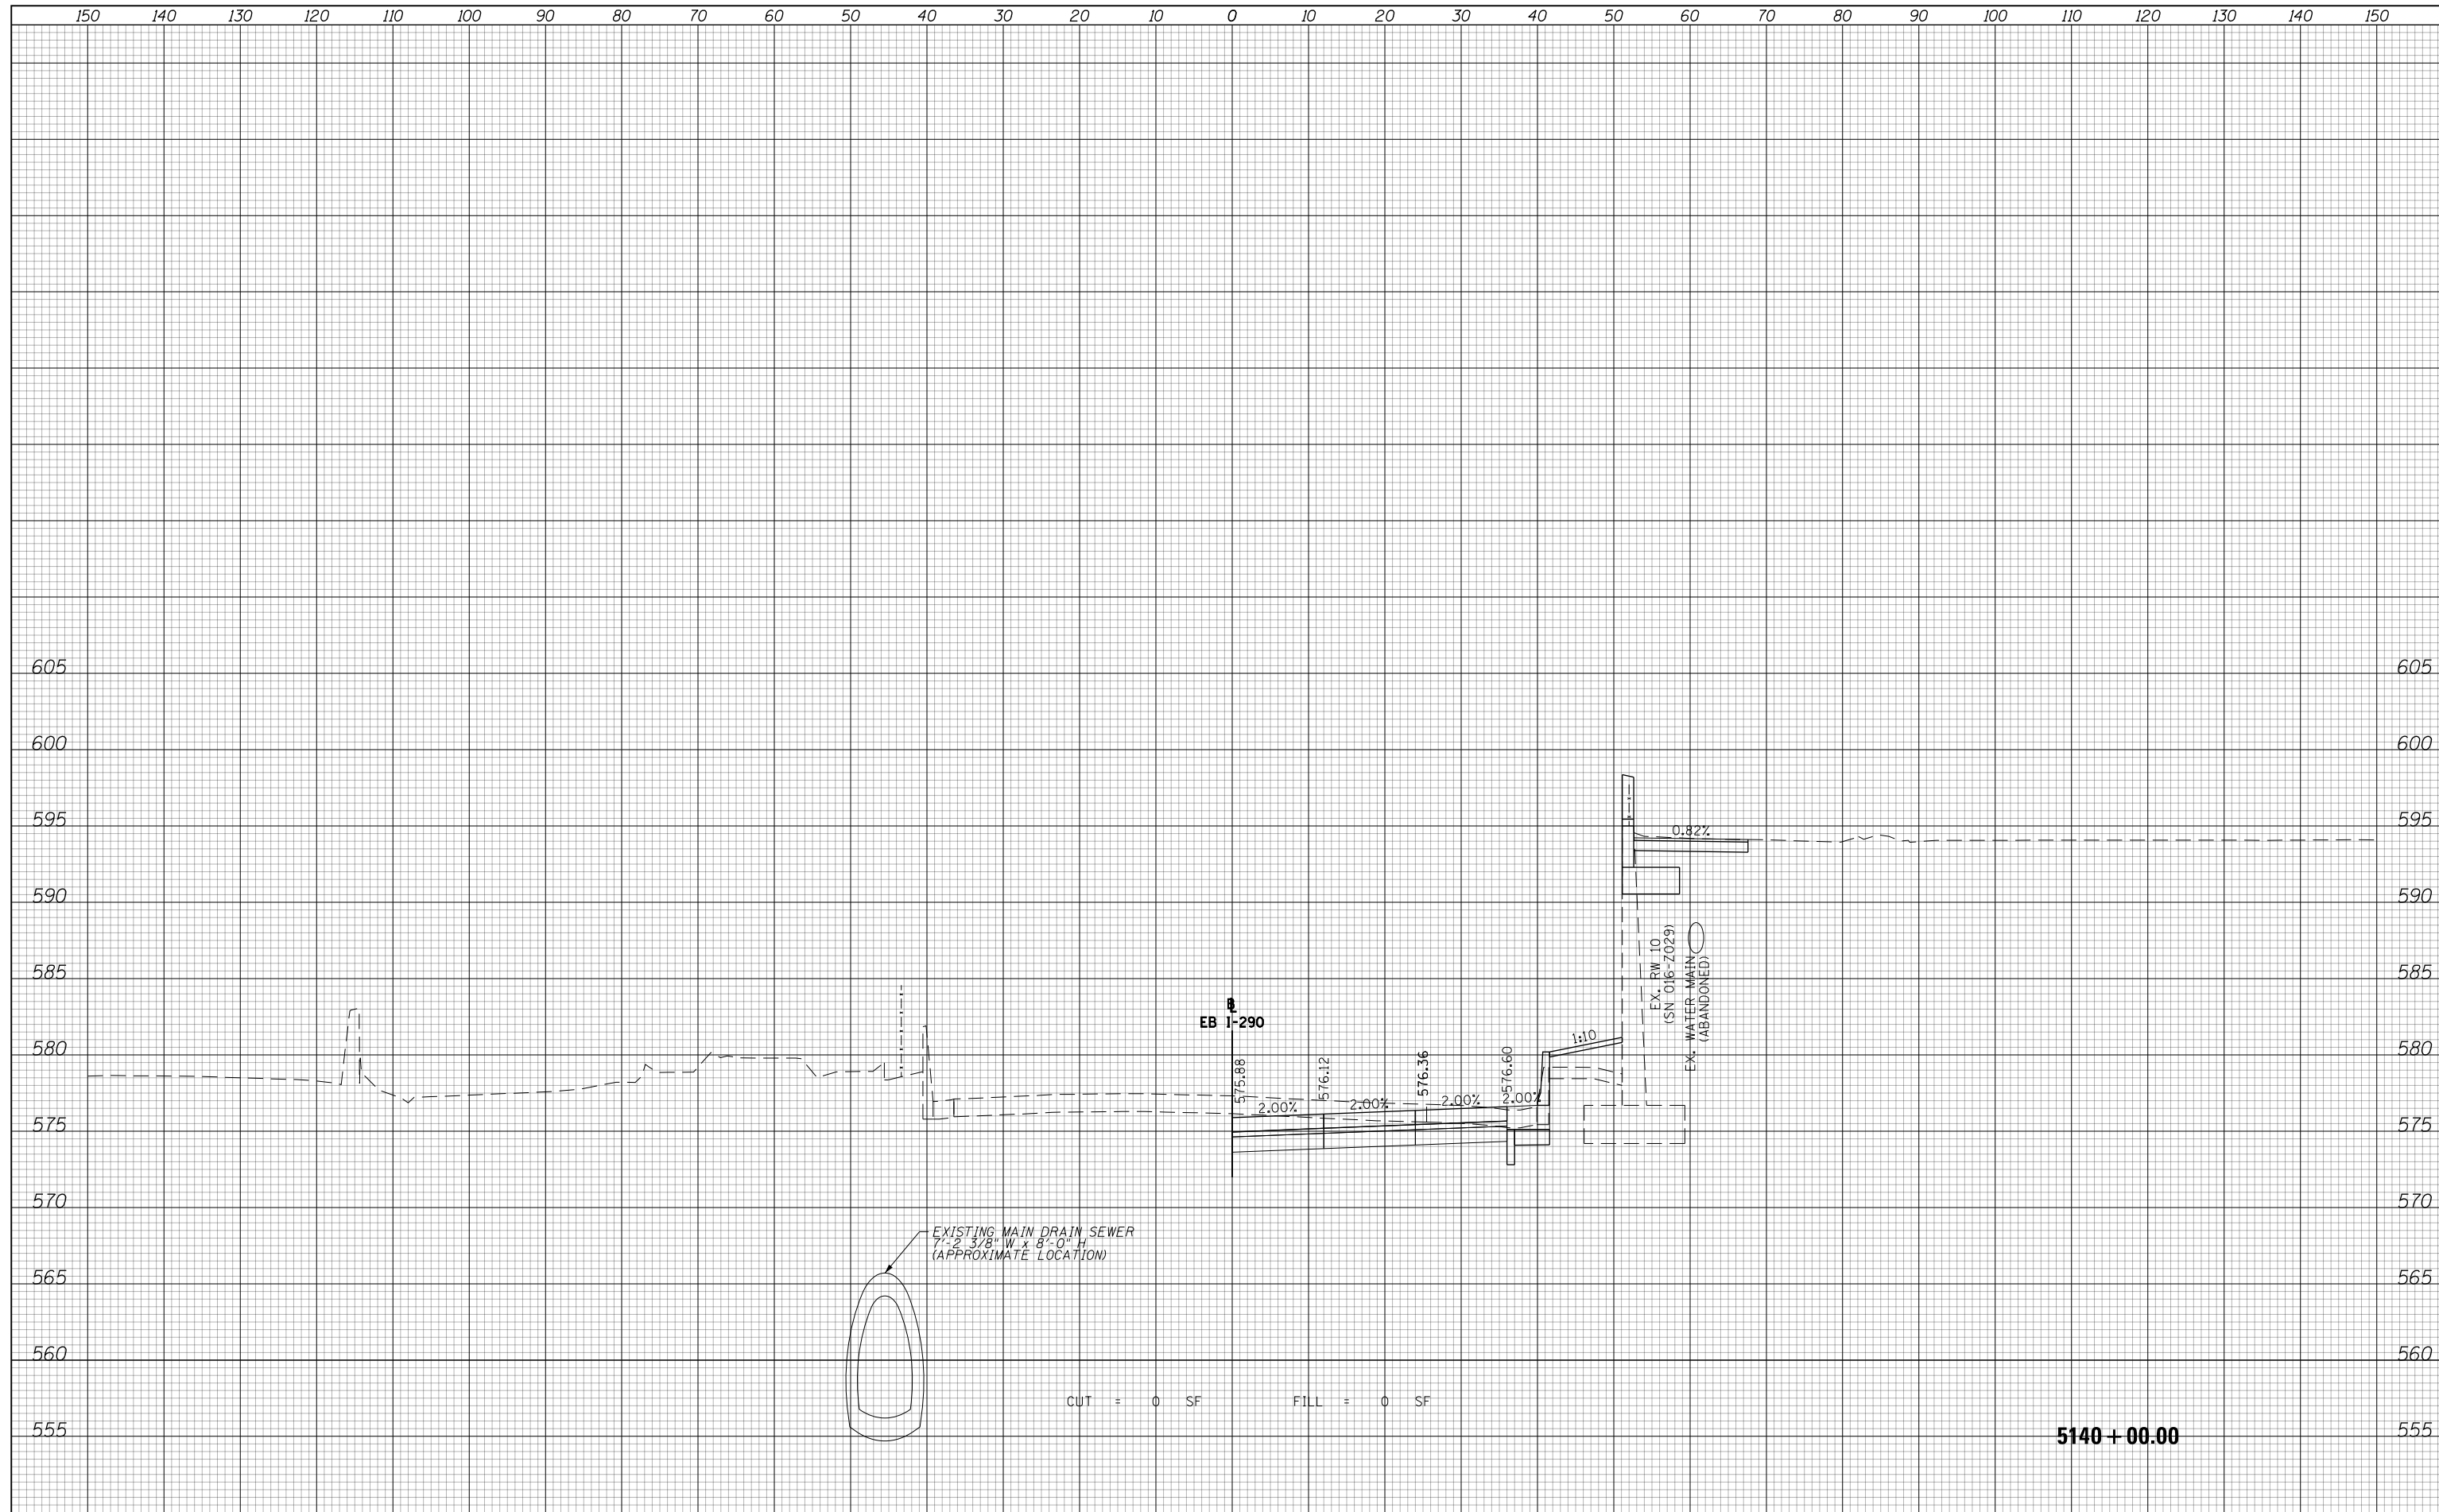 150 140 130 120 110 100 90 80 70 60 50 40 30 20 10 0 10 20 30 40 50 60 70 80 90 100 110 120 130 140 150
605 605
600 600
595 595
0.82%
590 590
EX. RW 10
(SN 016-Z029)
EX. WATER MAIN
(ABANDONED)
585 585
BL
EB I-290
1:10
580 580
575.88
576.12
576.36
576.60
2.00% 2.00% 2.00% 2.00%
575 575
570 570
EXISTING MAIN DRAIN SEWER
7'-2 3/8" W x 8'-0" H
(APPROXIMATE LOCATION)
565 565
560 560
CUT = 0 SF FILL = 0 SF
555 555
5140+00.00